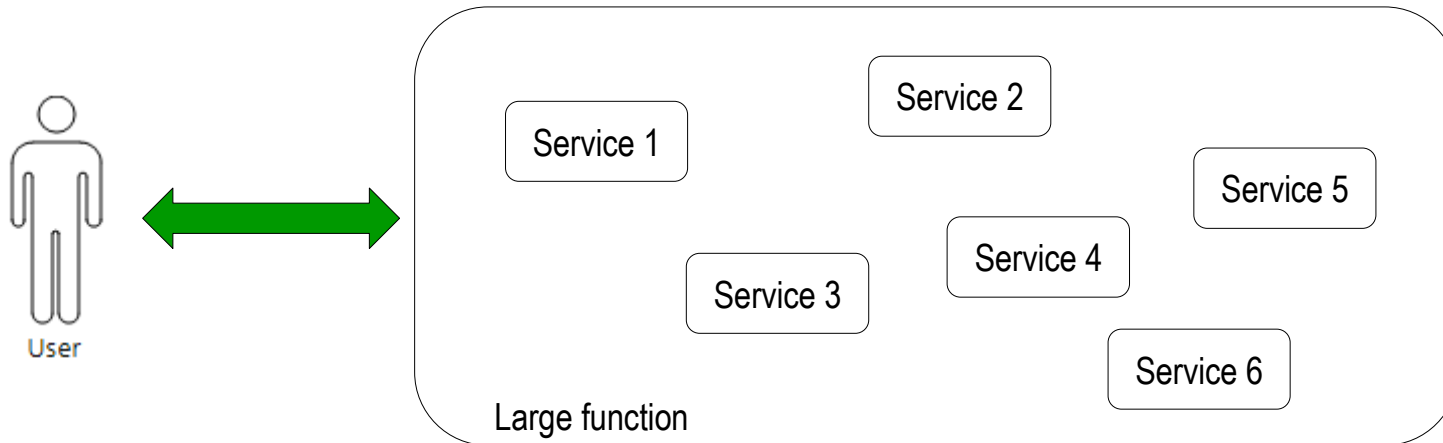 Service 2
Service 1
Service 5
Service 4
Service 3
User
Service 6
Large function